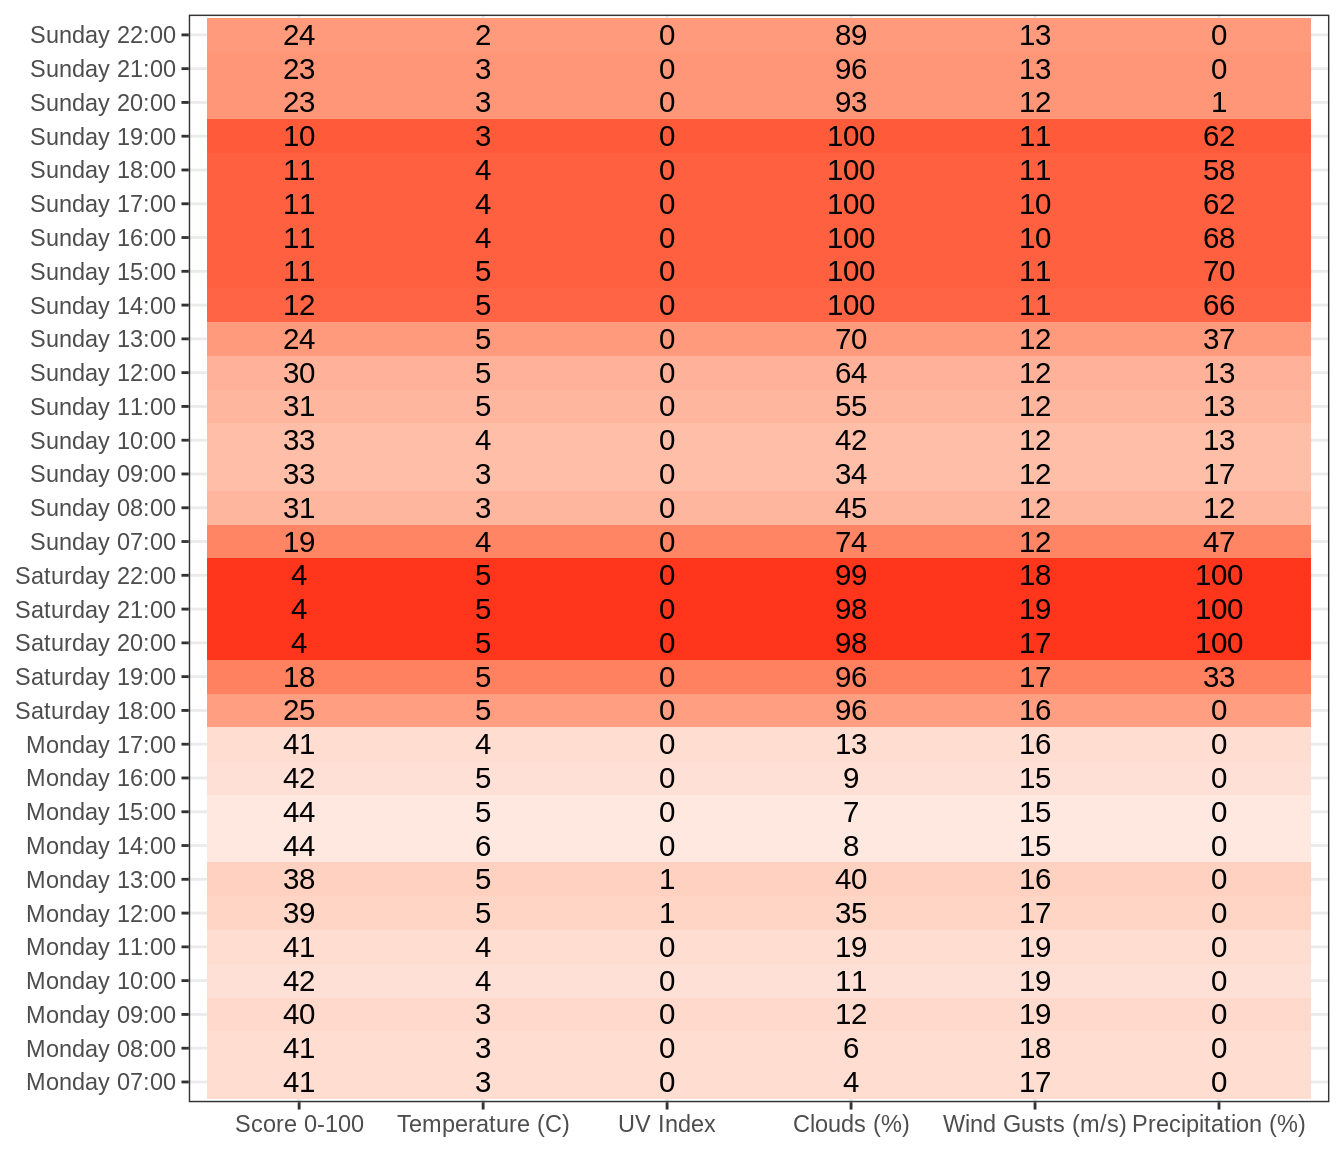 Sunday 22:00 24 2 0 89 13 0
Sunday 21:00 23 3 0 96 13 0
Sunday 20:00 23 3 0 93 12 1
Sunday 19:00 10 3 0 100 11 62
Sunday 18:00 11 4 0 100 11 58
Sunday 17:00 11 4 0 100 10 62
Sunday 16:00 11 4 0 100 10 68
Sunday 15:00 11 5 0 100 11 70
Sunday 14:00 12 5 0 100 11 66
Sunday 13:00 24 5 0 70 12 37
Sunday 12:00 30 5 0 64 12 13
Sunday 11:00 31 5 0 55 12 13
Sunday 10:00 33 4 0 42 12 13
Sunday 09:00 33 3 0 34 12 17
Sunday 08:00 31 3 0 45 12 12
Sunday 07:00 19 4 0 74 12 47
Saturday 22:00 4 5 0 99 18 100
Saturday 21:00 4 5 0 98 19 100
Saturday 20:00 4 5 0 98 17 100
Saturday 19:00 18 5 0 96 17 33
Saturday 18:00 25 5 0 96 16 0
Monday 17:00 41 4 0 13 16 0
Monday 16:00 42 5 0 9 15 0
Monday 15:00 44 5 0 7 15 0
Monday 14:00 44 6 0 8 15 0
Monday 13:00 38 5 1 40 16 0
Monday 12:00 39 5 1 35 17 0
Monday 11:00 41 4 0 19 19 0
Monday 10:00 42 4 0 11 19 0
Monday 09:00 40 3 0 12 19 0
Monday 08:00 41 3 0 6 18 0
Monday 07:00 41 3 0 4 17 0
Score 0-100 Temperature (C) UV Index Clouds (%) Wind Gusts (m/s) Precipitation (%)